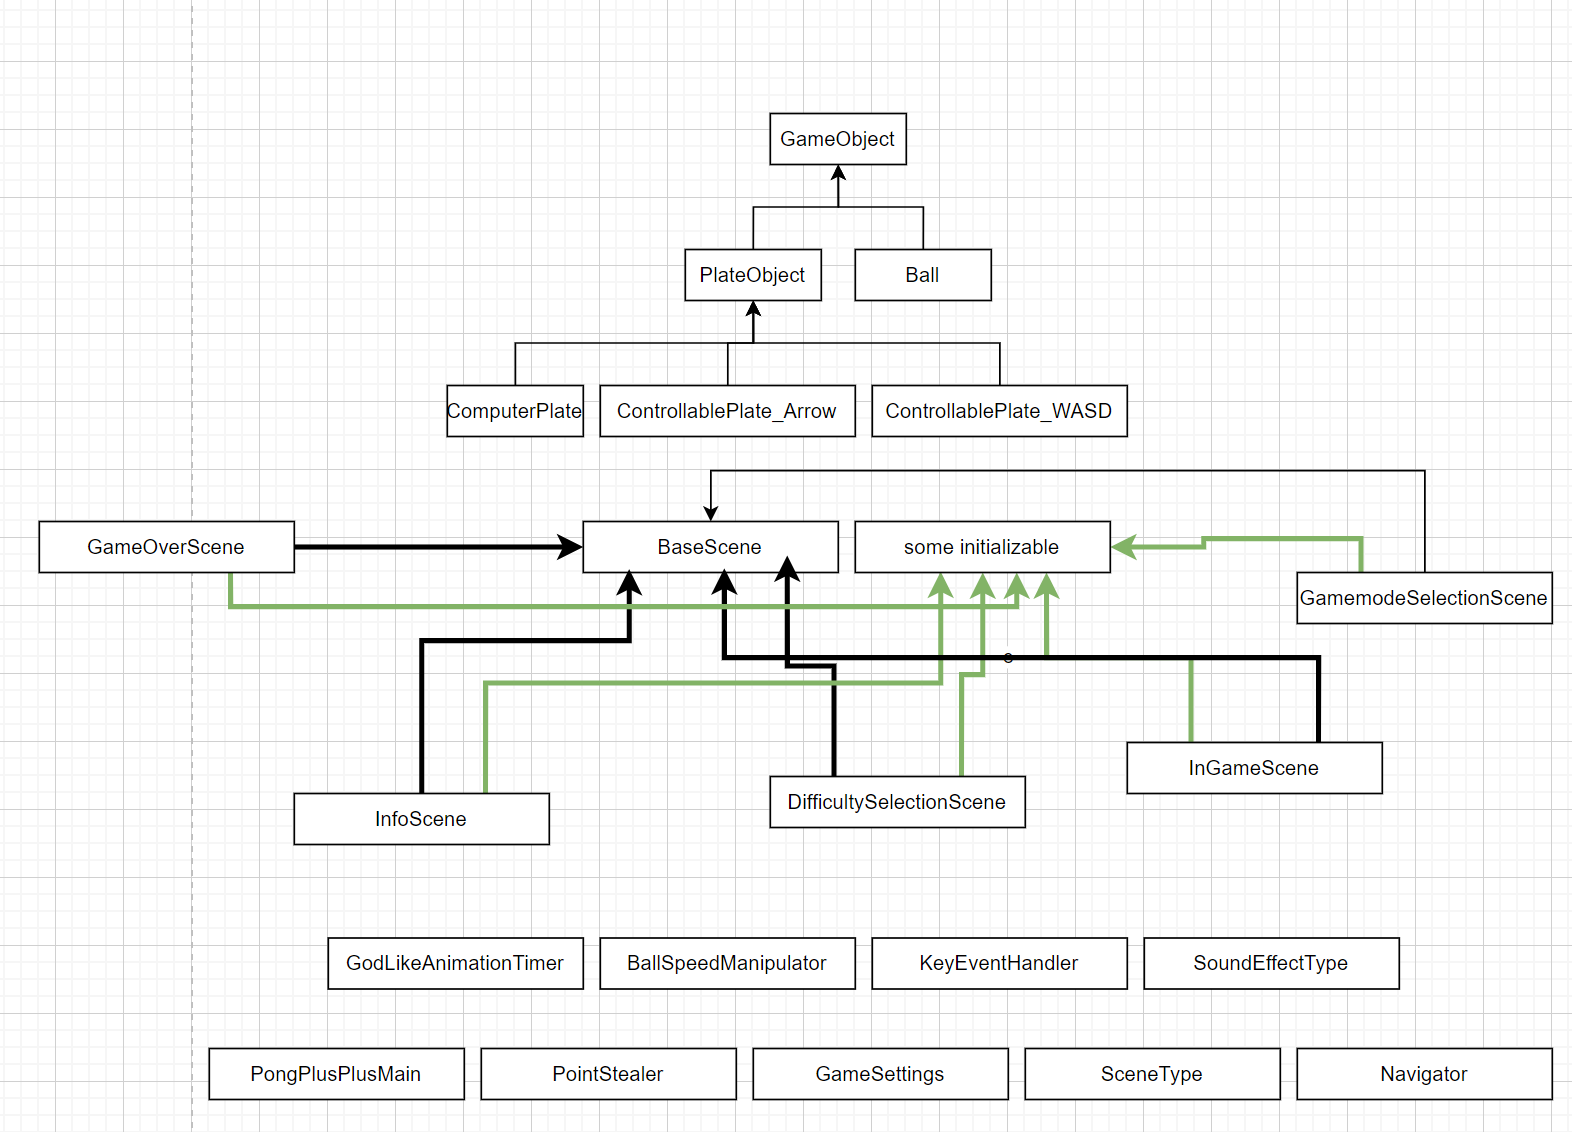 GameObject
PlateObject
Ball
ComputerPlate
ControllablePlate_Arrow
ControllablePlate_WASD
GameOverScene
BaseScene
some initializable
GamemodeSelectionScene
InGameScene
DifficultySelectionScene
InfoScene
GodLikeAnimationTimer
BallSpeedManipulator
KeyEventHandler
SoundEffectType
PongPlusPlusMain
PointStealer
GameSettings
SceneType
Navigator